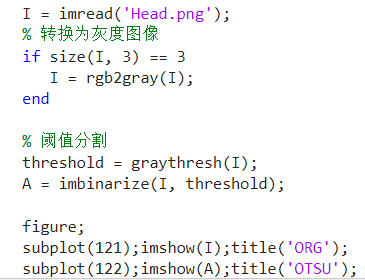 I = imread('Head.png');
% 转换为灰度图像
if size(I, 3) == 3
I = rgb2gray(I);
end
% 阈值分割
threshold = graythresh(I);
A = imbinarize(I, threshold);
figure;
subplot(121);imshow(I);title('ORG');
subplot(122);imshow(A);title('OTSU');